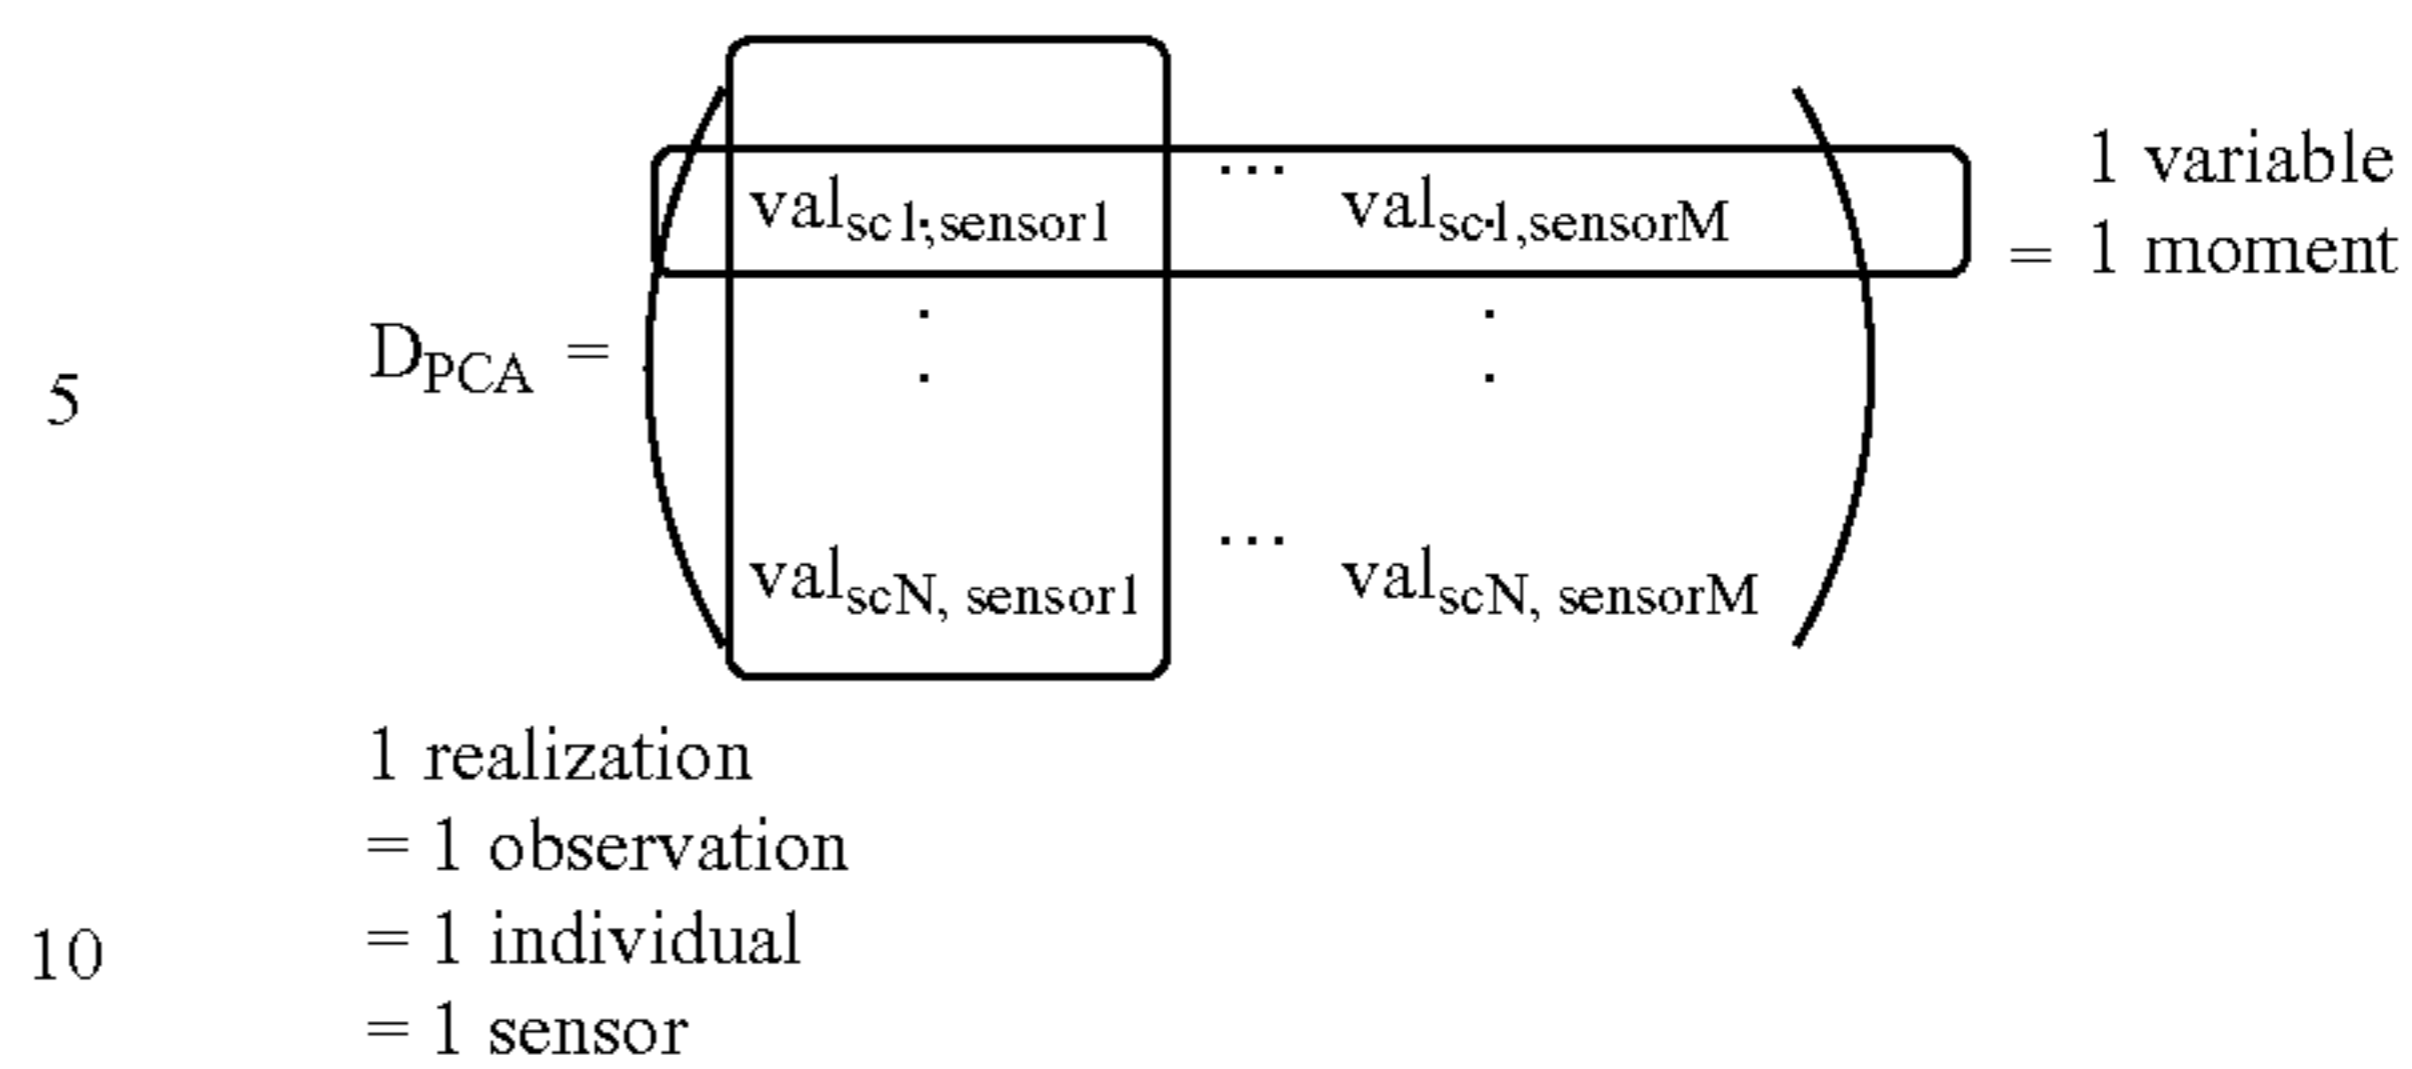 val_sc1,sensor1 ... val_sc1,sensorM 1 variable
= 1 moment
5 D_PCA =
val_scN, sensor1 ... val_scN, sensorM
1 realization
= 1 observation
10 = 1 individual
= 1 sensor